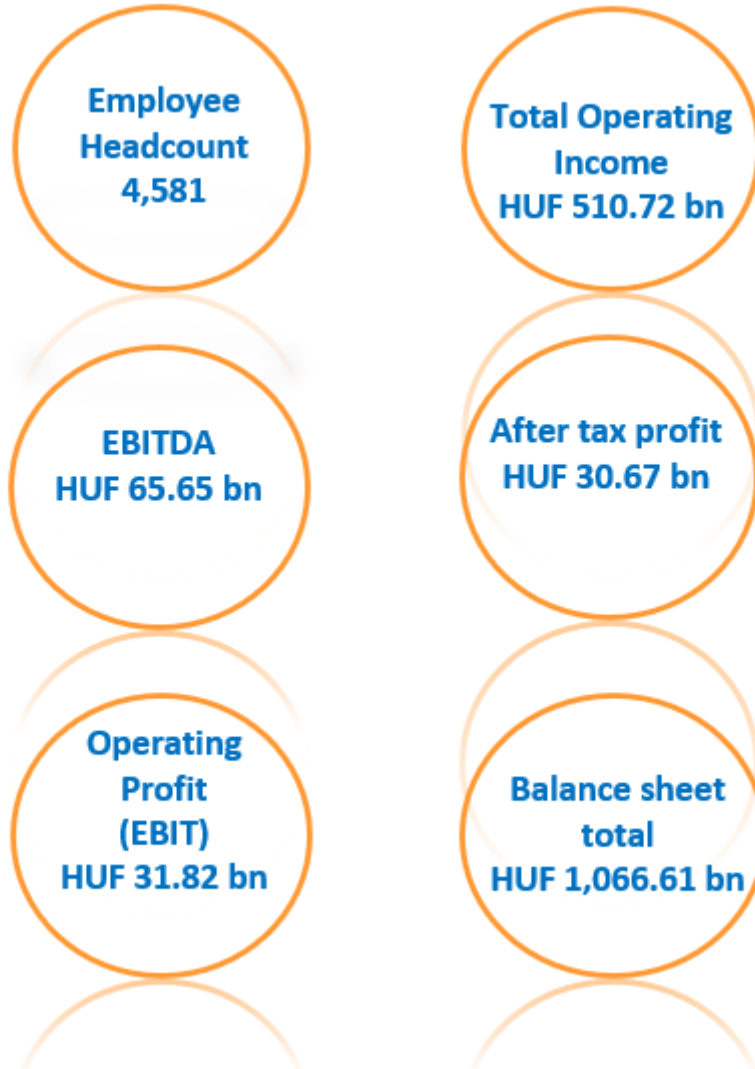 Employee
Headcount
4,581
Total Operating
Income
HUF 510.72 bn
EBITDA
HUF 65.65 bn
After tax profit
HUF 30.67 bn
Operating
Profit
(EBIT)
HUF 31.82 bn
Balance sheet
total
HUF 1,066.61 bn